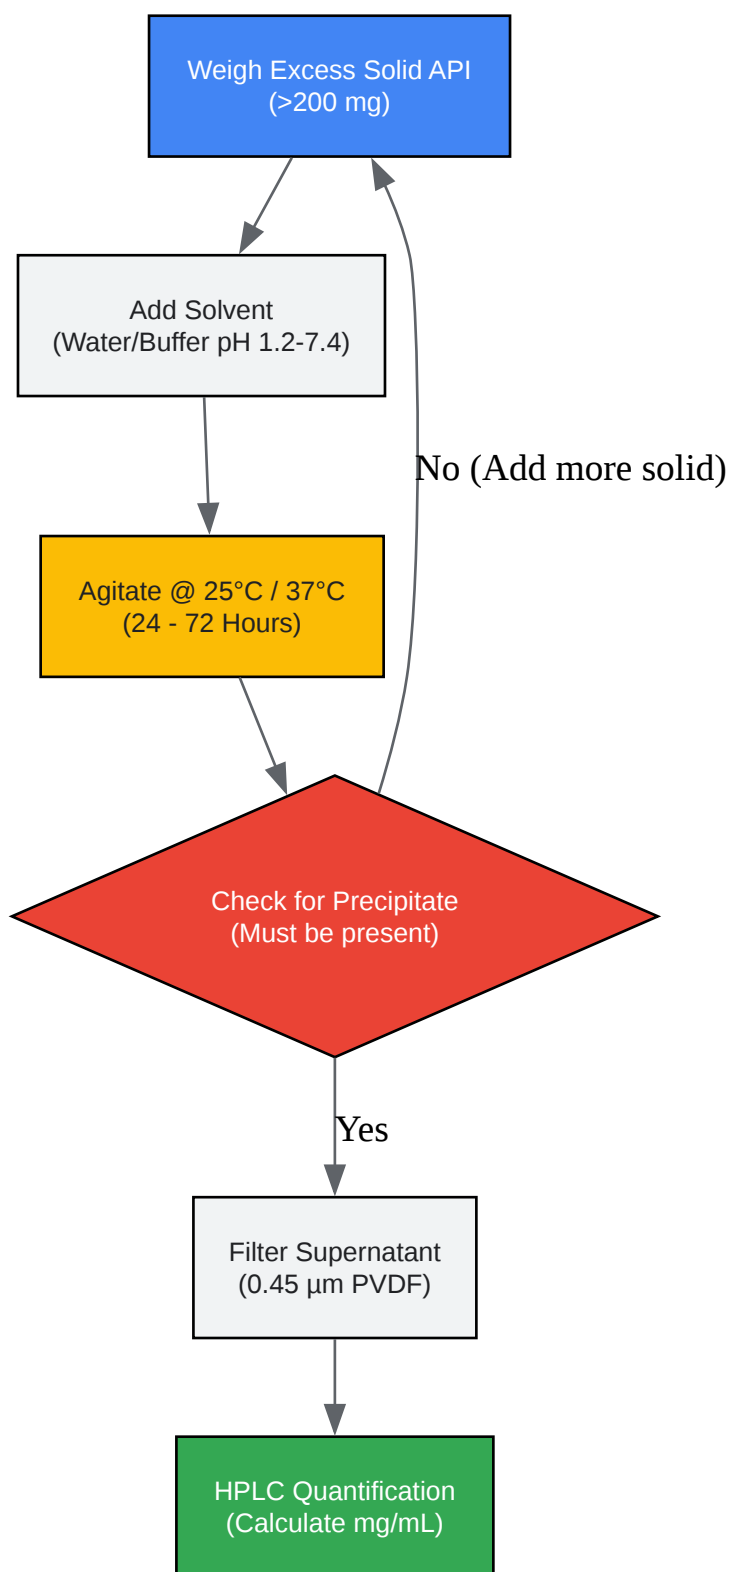 Weigh Excess Solid API
(>200 mg)
Add Solvent
(Water/Buffer pH 1.2-7.4)
No (Add more solid)
Agitate @ 25°C / 37°C
(24 - 72 Hours)
Check for Precipitate
(Must be present)
Yes
Filter Supernatant
(0.45 µm PVDF)
HPLC Quantification
(Calculate mg/mL)